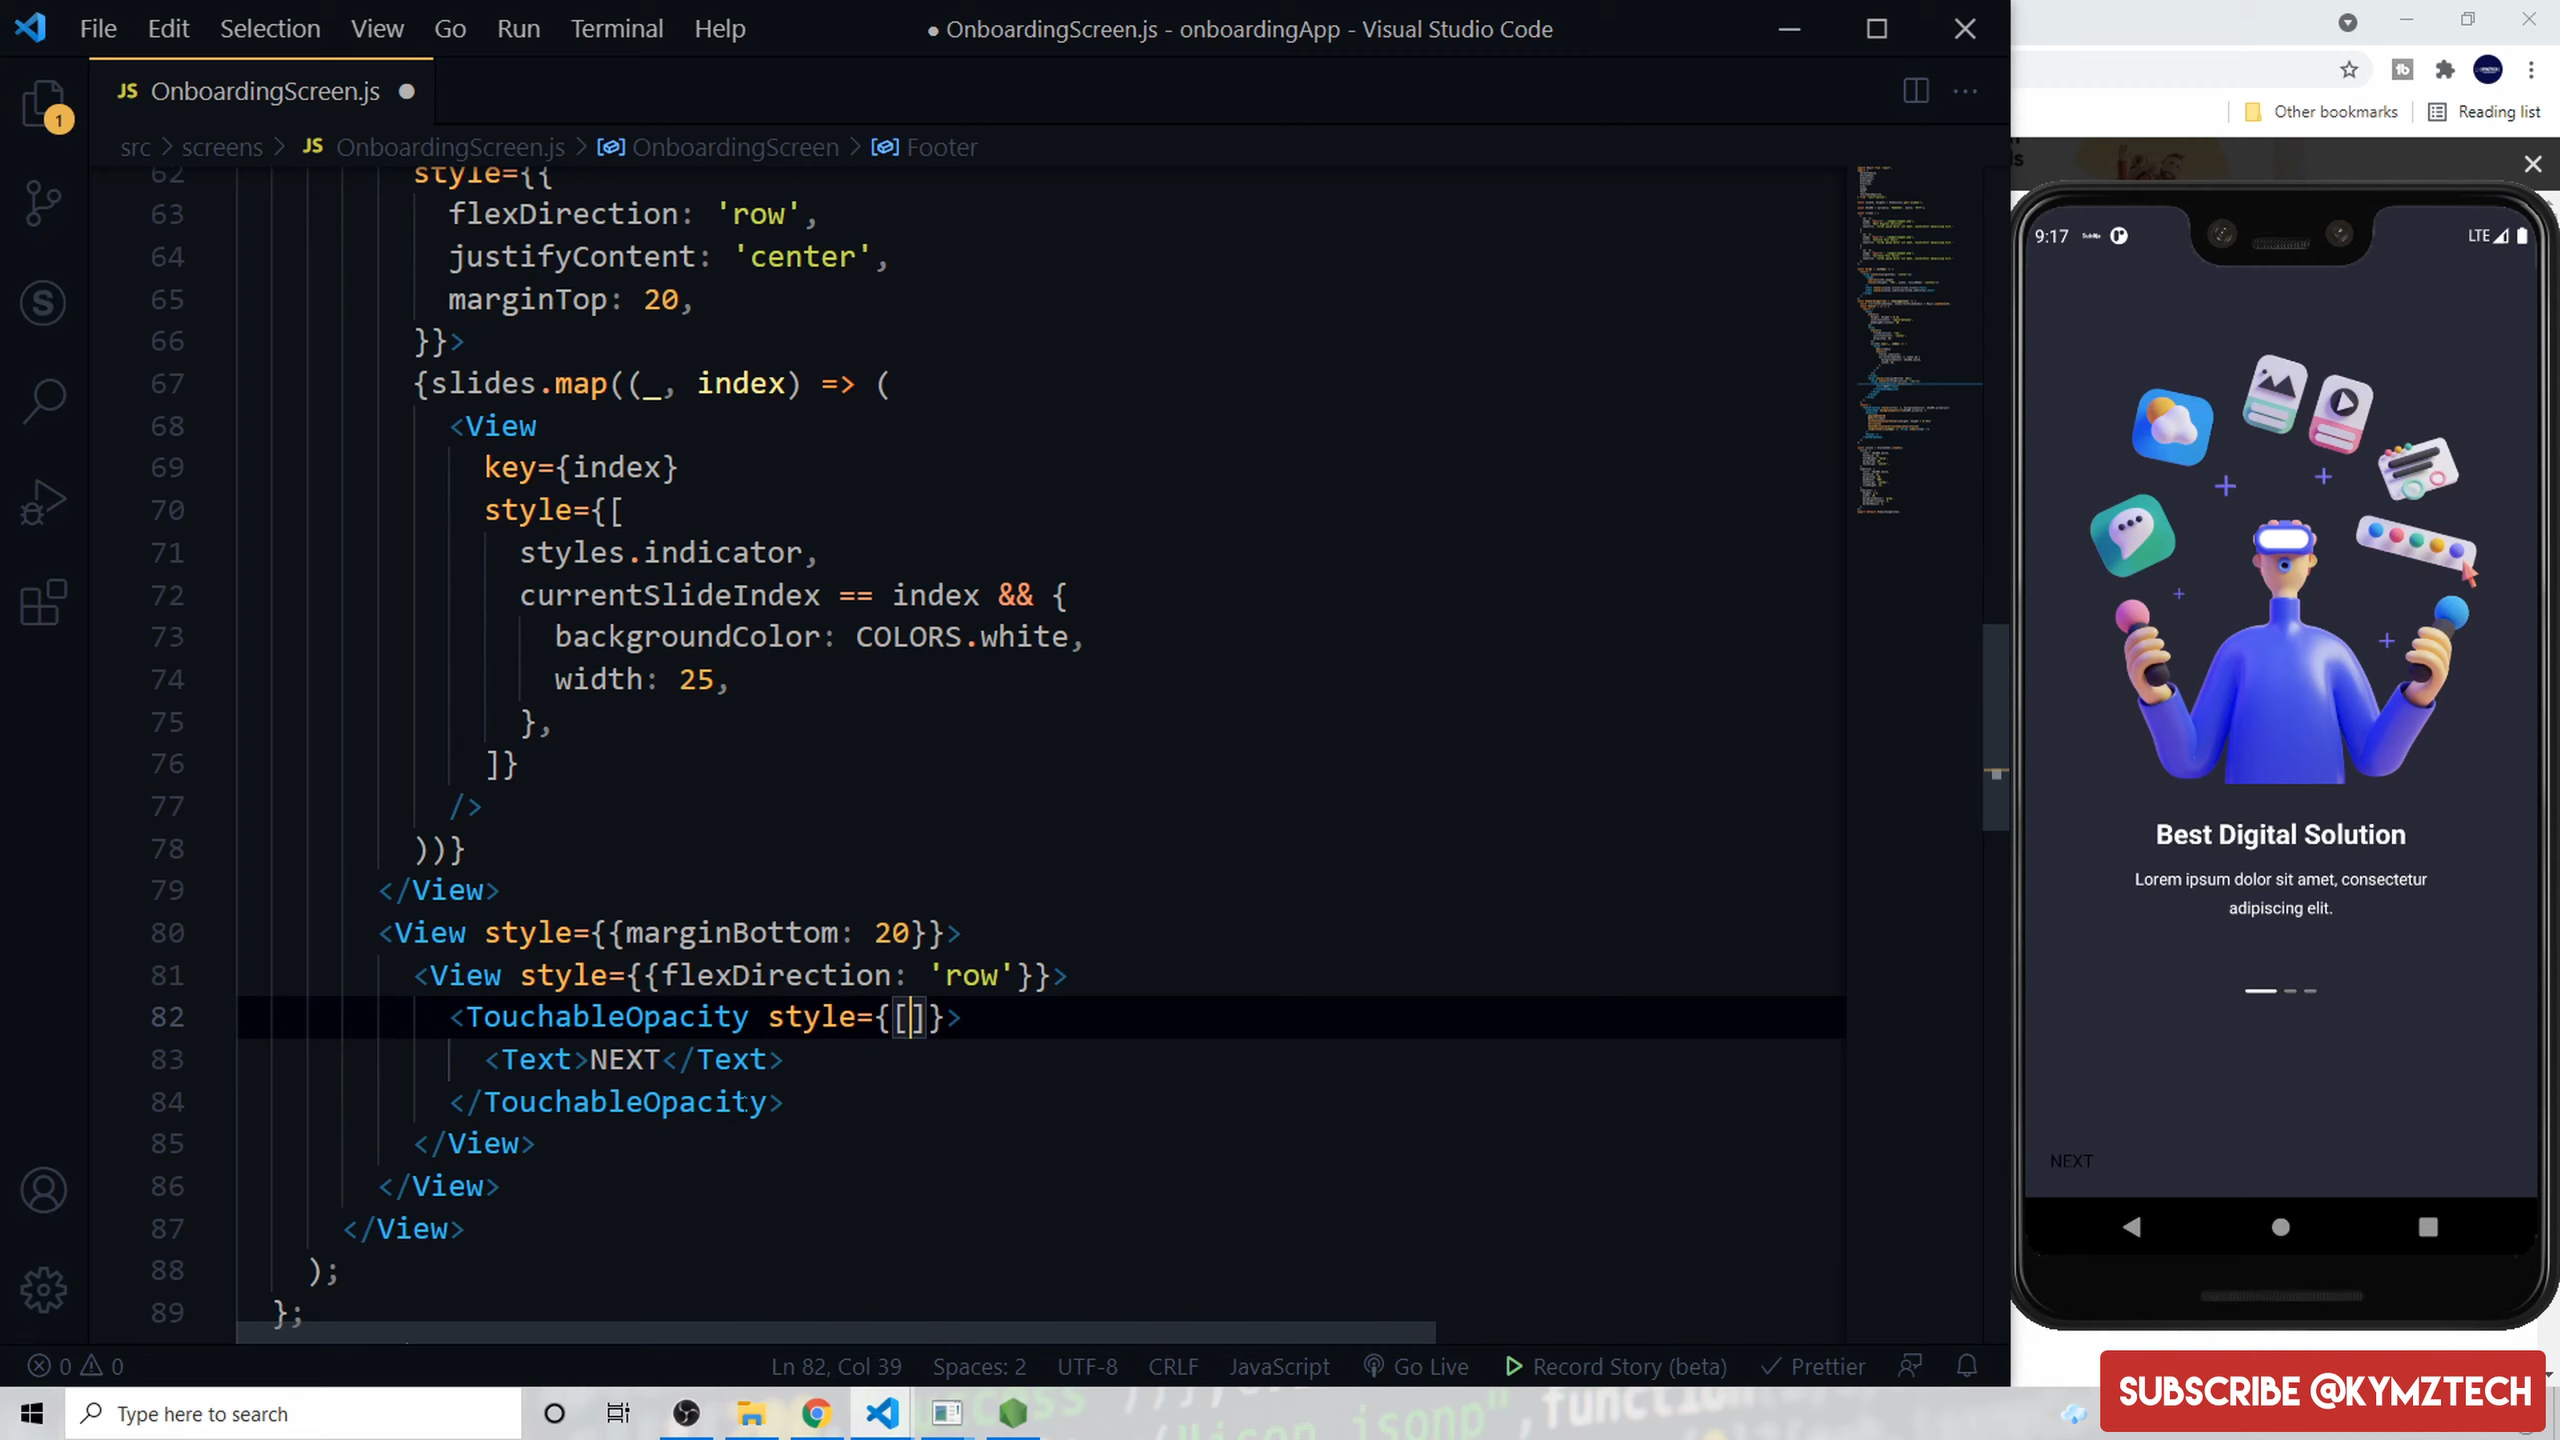 File Edit Selection View Go Run Terminal Help
● OnboardingScreen.js - onboardingApp - Visual Studio Code
JS OnboardingScreen.js ●
src > screens > JS OnboardingScreen.js > OnboardingScreen > Footer
62 style={{
63 flexDirection: 'row',
64 justifyContent: 'center',
65 marginTop: 20,
66 }}>
67 {slides.map((_, index) => (
68 <View
69 key={index}
70 style={[
71 styles.indicator,
72 currentSlideIndex == index && {
73 backgroundColor: COLORS.white,
74 width: 25,
75 },
76 ]}
77 />
78 ))}
79 </View>
80 <View style={{marginBottom: 20}}>
81 <View style={{flexDirection: 'row'}}>
82 <TouchableOpacity style={[]}>
83 <Text>NEXT</Text>
84 </TouchableOpacity>
85 </View>
86 </View>
87 </View>
88 );
89 };
1
0 0 Ln 82, Col 39 Spaces: 2 UTF-8 CRLF JavaScript Go Live Record Story (beta) Prettier
Type here to search
Other bookmarks Reading list
9:17 LTE
Best Digital Solution
Lorem ipsum dolor sit amet, consectetur
adipiscing elit.
NEXT
SUBSCRIBE @KYMZTECH
jsonp",function